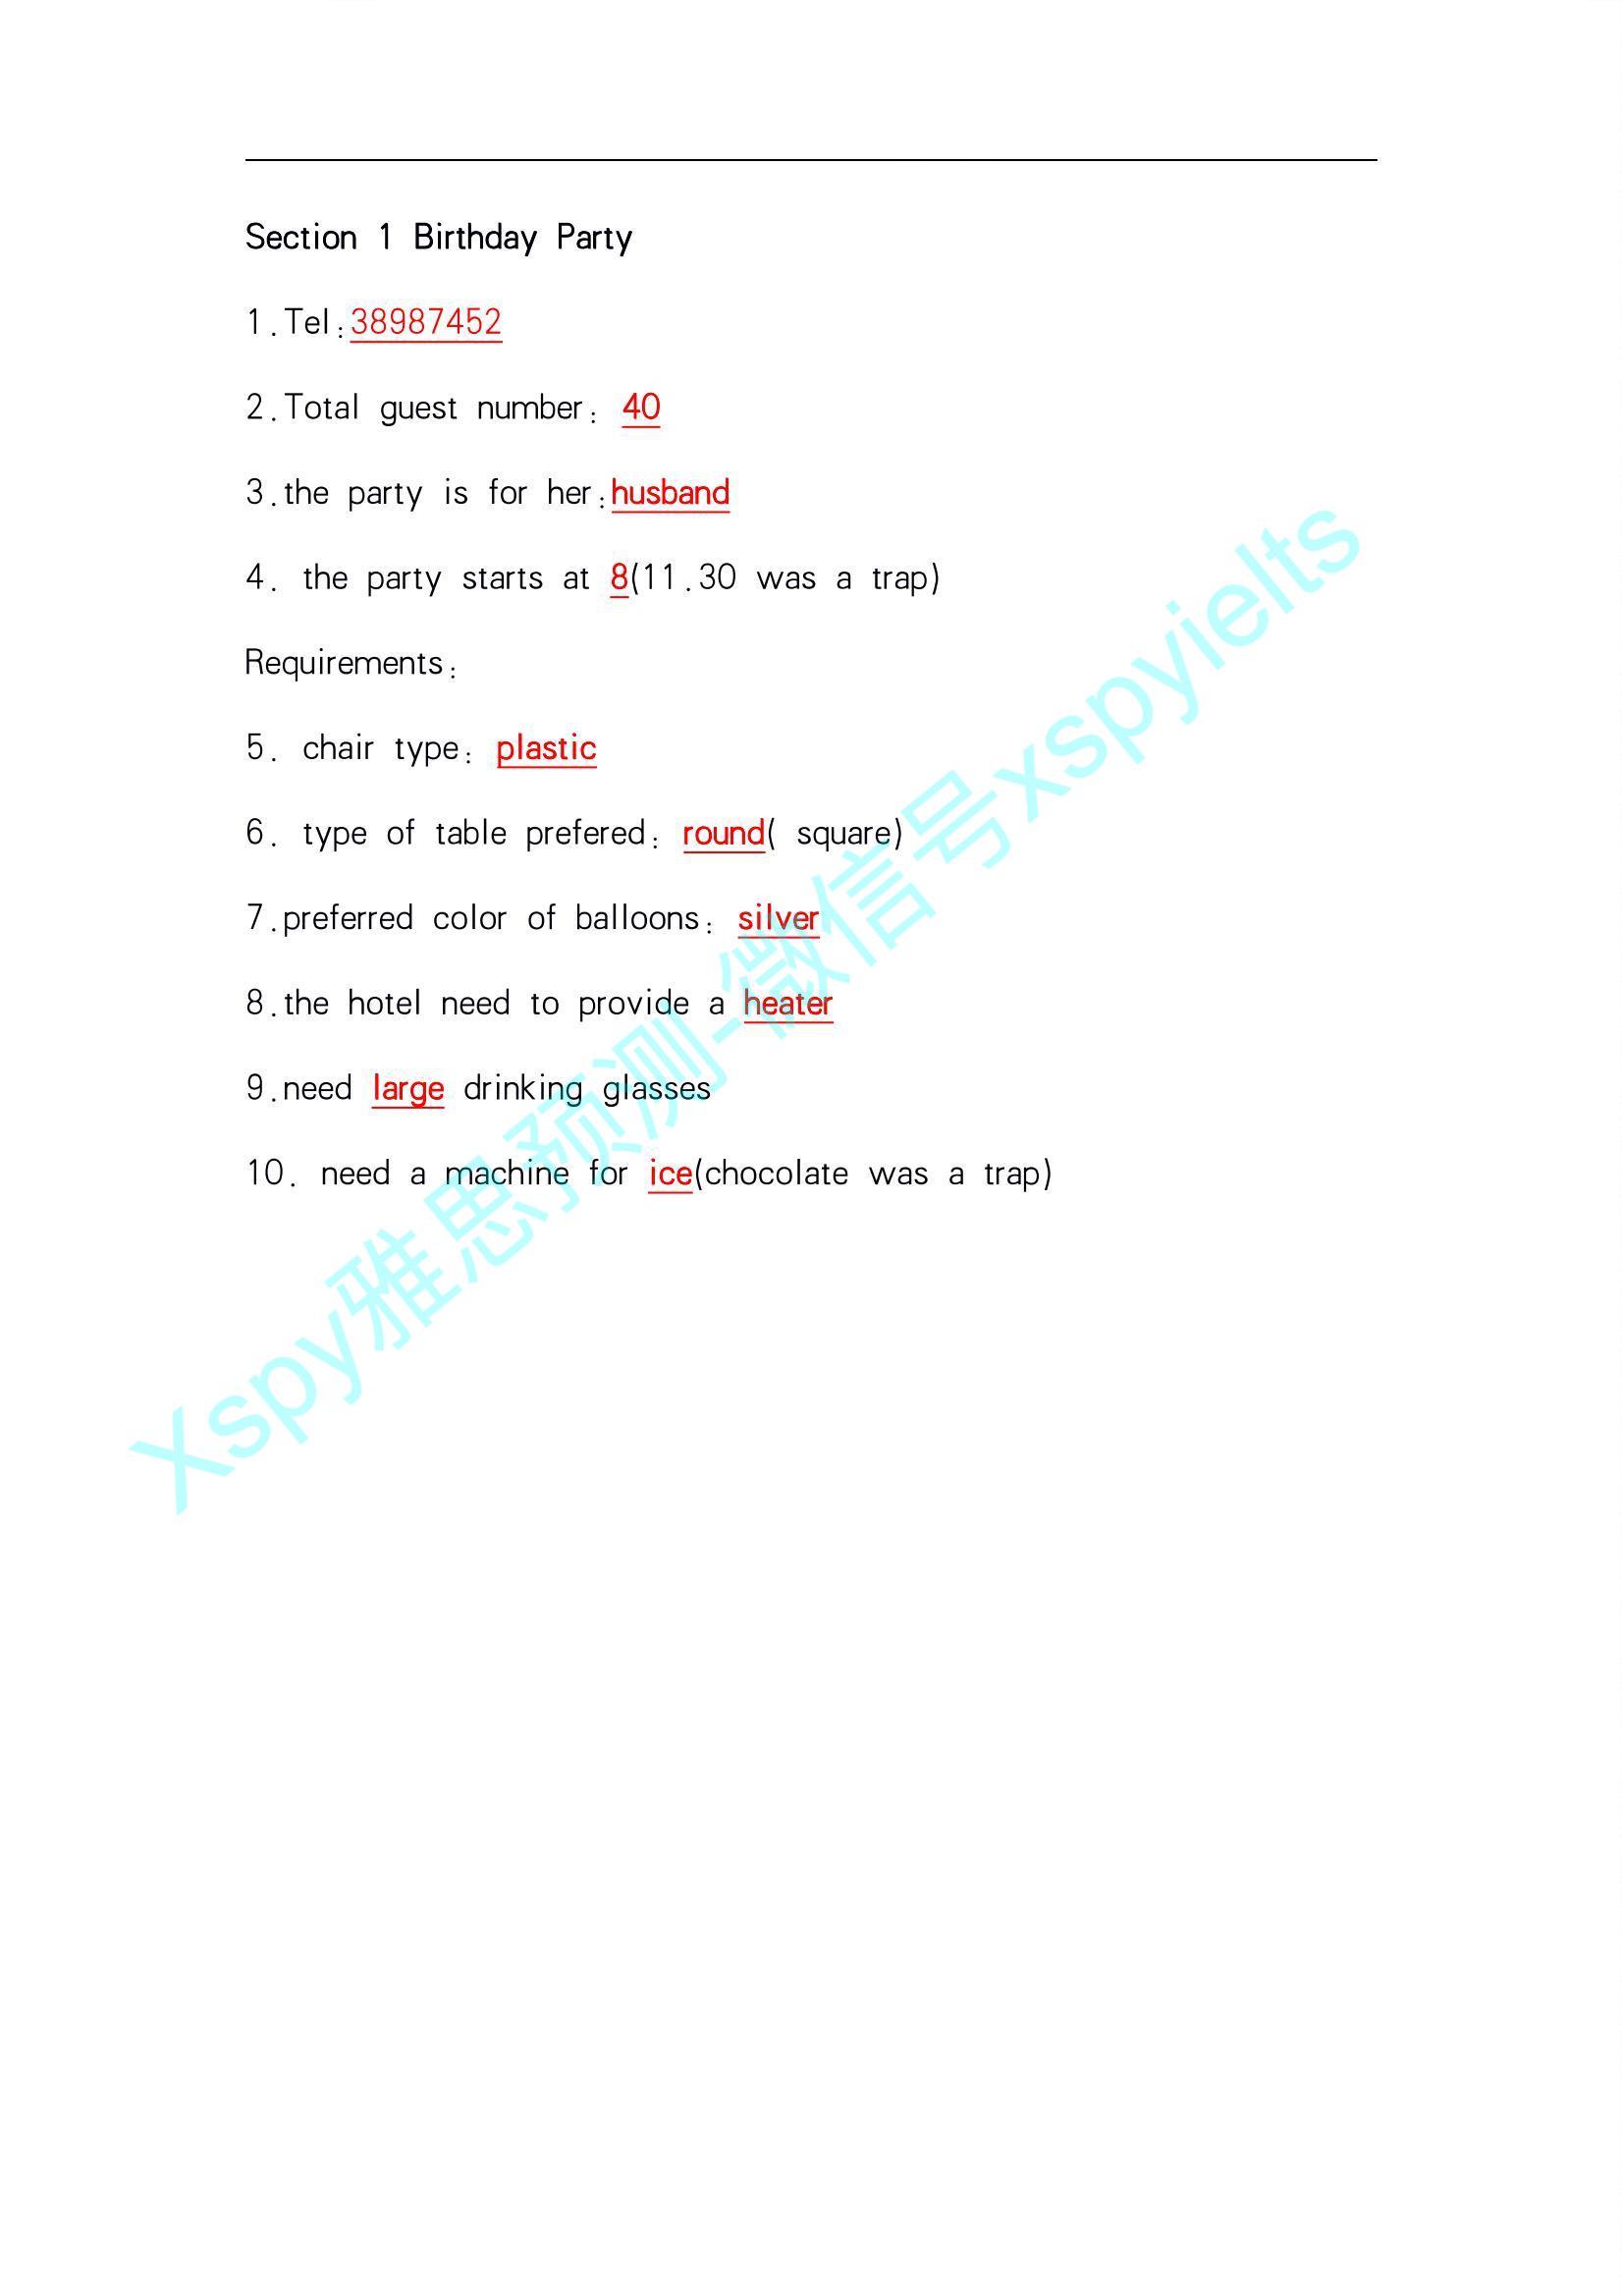 Section 1 Birthday Party
1.Tel:38987452
2.Total guest number: 40
3.the party is for her:husband
4. the party starts at 8(11.30 was a trap)
Requirements:
5. chair type: plastic
6. type of table prefered: round( square)
7.preferred color of balloons: silver
8.the hotel need to provide a heater
9.need large drinking glasses
10. need a machine for ice(chocolate was a trap)
Xspy雅思预测-微信号xspyielts